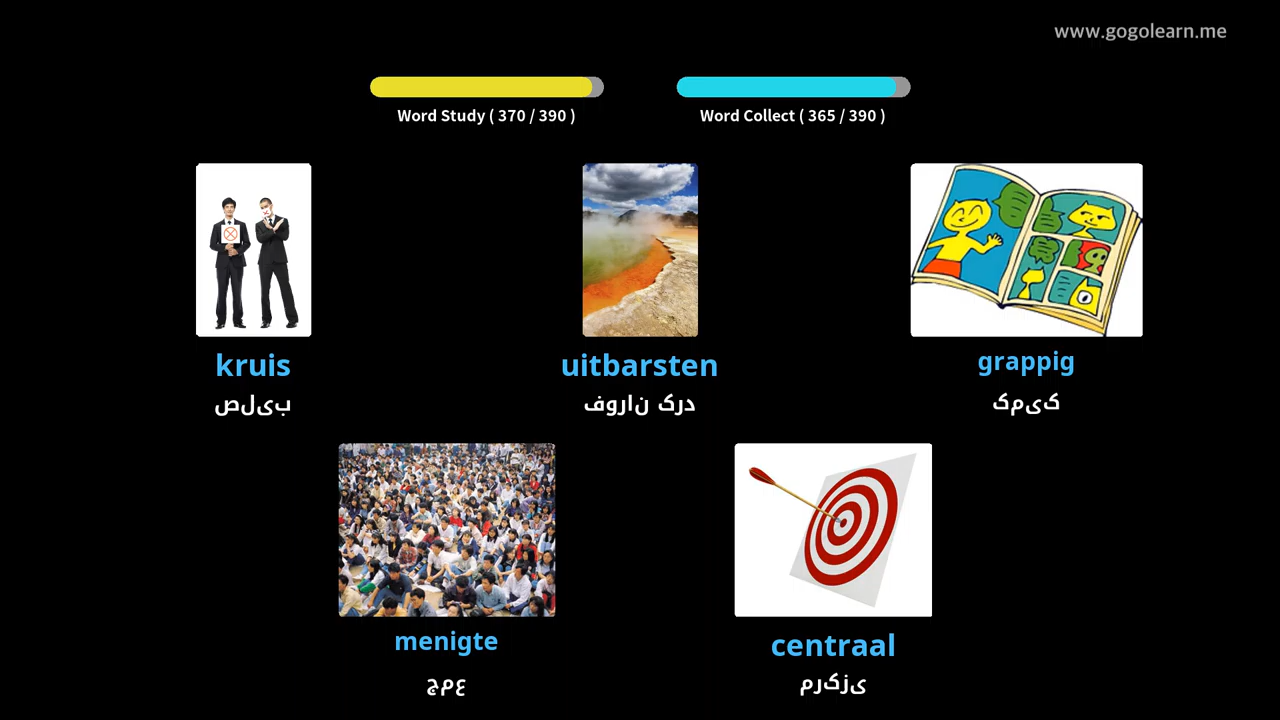 www.gogolearn.me
Word Study ( 370 / 390 )
Word Collect ( 365 / 390 )
kruis
بیلص
uitbarsten
درک ناروف
grappig
کیمک
menigte
عمج
centraal
یزکرم